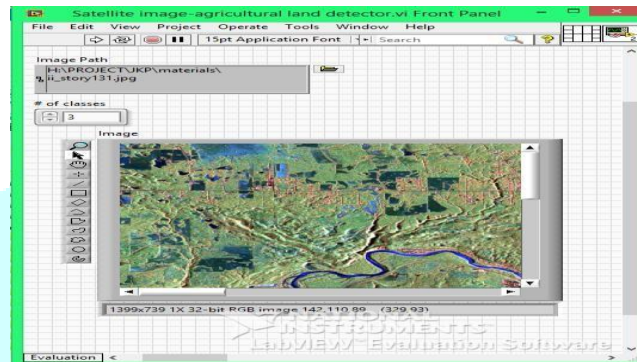 Satellite image-agricultural land detector.vi Front Panel
File Edit View Project Operate Tools Window Help
15pt Application Font Search
Image Path
H:\PROJECT\JKP\materials\
ii_story131.jpg
# of classes
3
Image
1399x739 1X 32-bit RGB image 142,110,89 (329,93)
NATIONAL
INSTRUMENTS
LabVIEW Evaluation Software
Evaluation